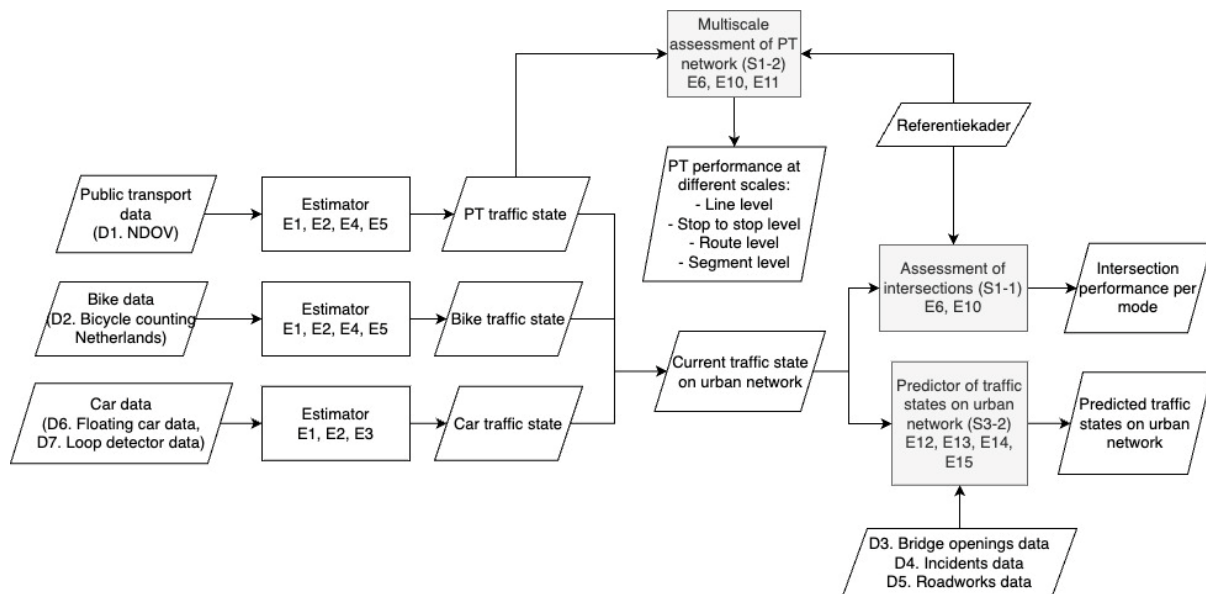 Multiscale
assessment of PT
network (S1-2)
E6, E10, E11
Referentiekader
PT performance at
different scales:
- Line level
- Stop to stop level
- Route level
- Segment level
Public transport
data
(D1. NDOV)
Estimator
E1, E2, E4, E5
PT traffic state
Assessment of
intersections (S1-1)
E6, E10
Intersection
performance per
mode
Bike data
(D2. Bicycle counting
Netherlands)
Estimator
E1, E2, E4, E5
Bike traffic state
Current traffic state
on urban network
Car data
(D6. Floating car data,
D7. Loop detector data)
Estimator
E1, E2, E3
Car traffic state
Predictor of traffic
states on urban
network (S3-2)
E12, E13, E14,
E15
Predicted traffic
states on urban
network
D3. Bridge openings data
D4. Incidents data
D5. Roadworks data